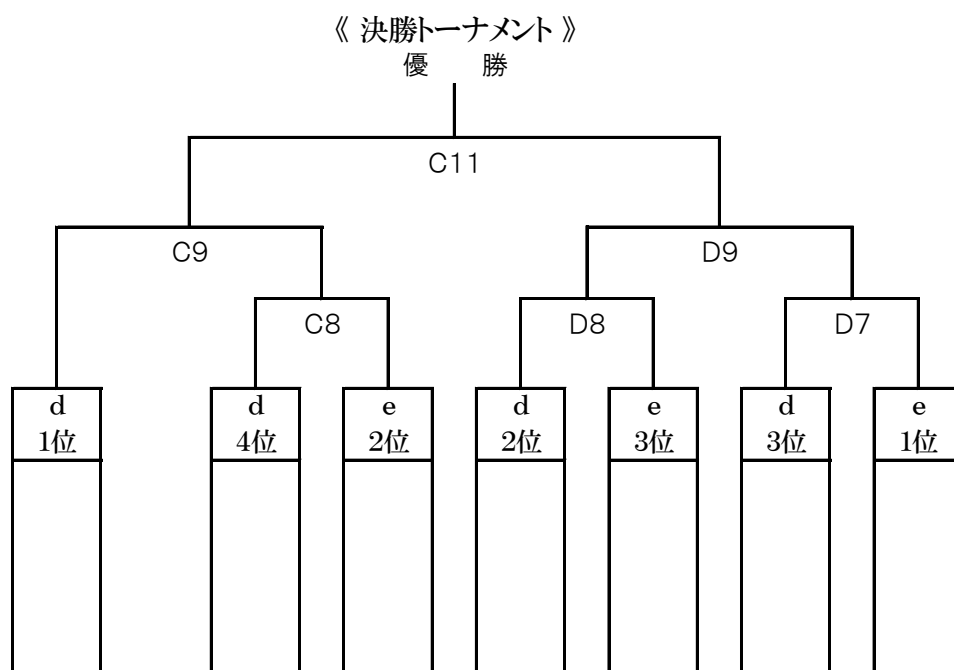 《 決勝トーナメント 》
優 勝
C11
C9 D9
C8 D8 D7
d d e d e d e
1位 4位 2位 2位 3位 3位 1位